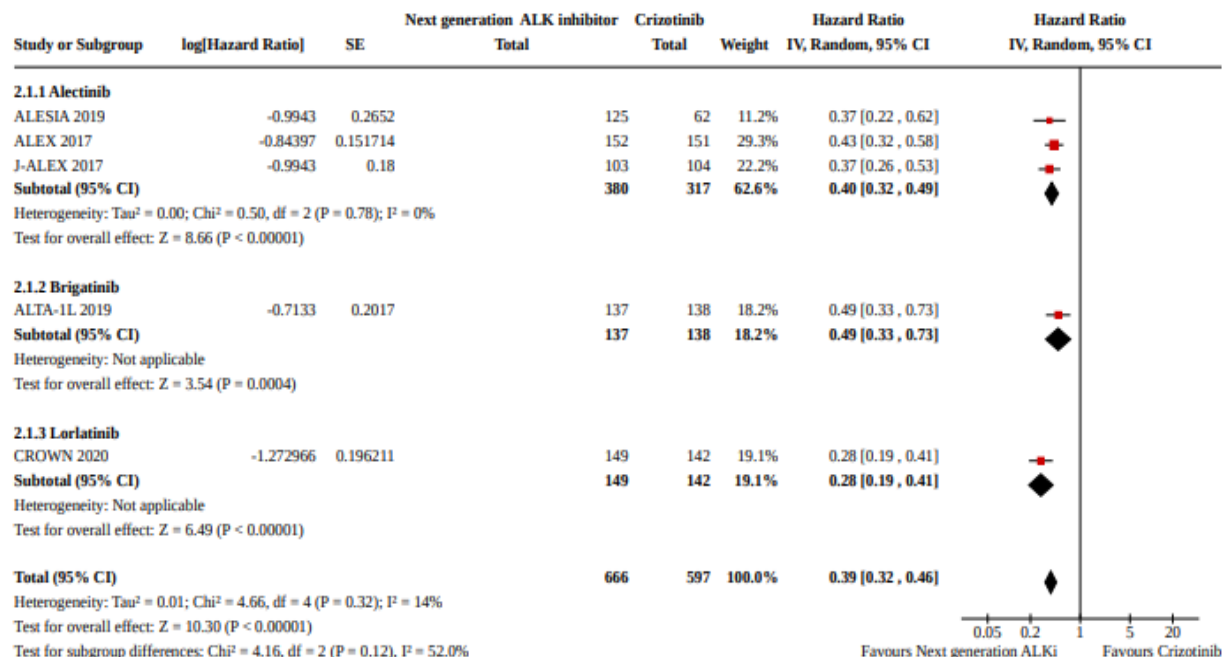 Next generation ALK inhibitor Crizotinib Hazard Ratio Hazard Ratio
Study or Subgroup log[Hazard Ratio] SE Total Total Weight IV, Random, 95% CI IV, Random, 95% CI
2.1.1 Alectinib
ALESIA 2019 -0.9943 0.2652 125 62 11.2% 0.37 [0.22 , 0.62]
ALEX 2017 -0.84397 0.151714 152 151 29.3% 0.43 [0.32 , 0.58]
J-ALEX 2017 -0.9943 0.18 103 104 22.2% 0.37 [0.26 , 0.53]
Subtotal (95% CI) 380 317 62.6% 0.40 [0.32 , 0.49]
Heterogeneity: Tau² = 0.00; Chi² = 0.50, df = 2 (P = 0.78); I² = 0%
Test for overall effect: Z = 8.66 (P < 0.00001)
2.1.2 Brigatinib
ALTA-1L 2019 -0.7133 0.2017 137 138 18.2% 0.49 [0.33 , 0.73]
Subtotal (95% CI) 137 138 18.2% 0.49 [0.33 , 0.73]
Heterogeneity: Not applicable
Test for overall effect: Z = 3.54 (P = 0.0004)
2.1.3 Lorlatinib
CROWN 2020 -1.272966 0.196211 149 142 19.1% 0.28 [0.19 , 0.41]
Subtotal (95% CI) 149 142 19.1% 0.28 [0.19 , 0.41]
Heterogeneity: Not applicable
Test for overall effect: Z = 6.49 (P < 0.00001)
Total (95% CI) 666 597 100.0% 0.39 [0.32 , 0.46]
Heterogeneity: Tau² = 0.01; Chi² = 4.66, df = 4 (P = 0.32); I² = 14%
Test for overall effect: Z = 10.30 (P < 0.00001)
0.05 0.2 1 5 20
Test for subgroup differences: Chi² = 4.16, df = 2 (P = 0.12), I² = 52.0% Favours Next generation ALKi Favours Crizotinib